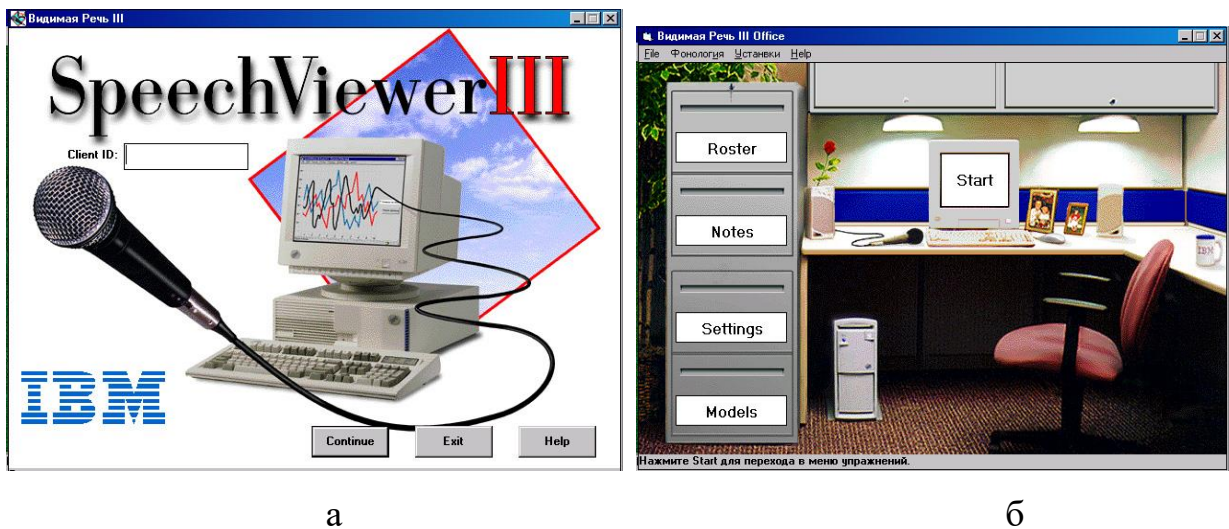 Видимая Речь III
SpeechViewerIII
Client ID:
IBM
Continue Exit Help
Видимая Речь III Office
File Фонология Устанвки Help
Roster
Start
Notes
IBM
Settings
Models
Нажмите Start для перехода в меню упражнений.
а б